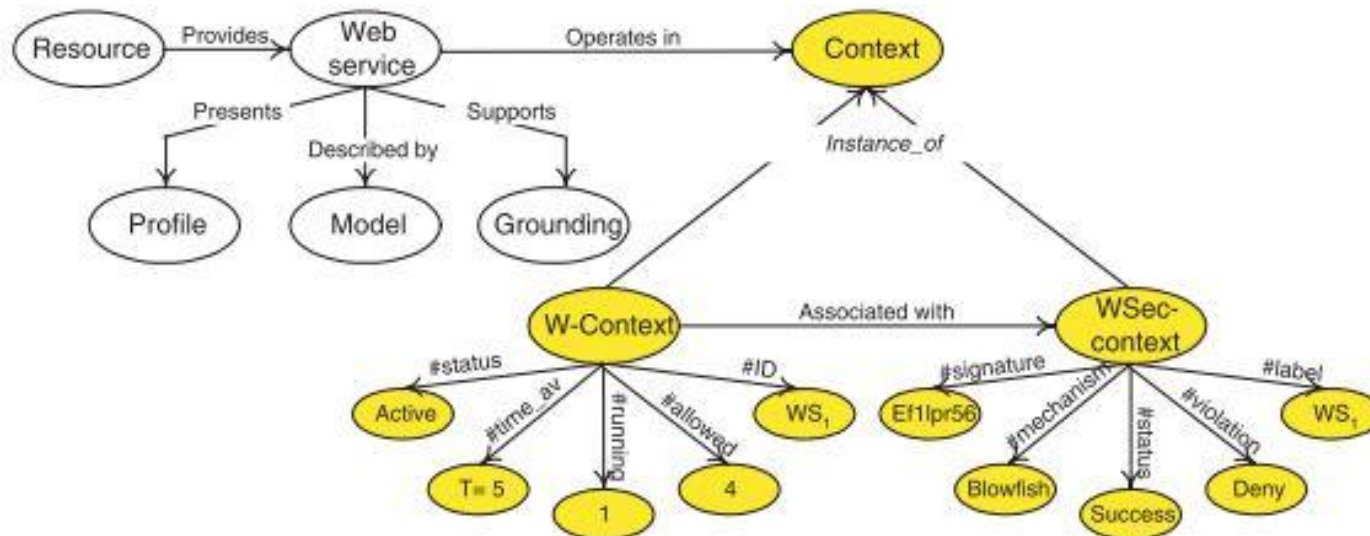 Resource
Provides
Web
service
Operates in
Context
Presents
Described by
Supports
Instance_of
Profile
Model
Grounding
W-Context
Associated with
WSec-
context
#status
#time_av
#running
#allowed
#ID
Active
T= 5
1
4
WS1
#signature
#mechanism
#status
#violation
#label
Ef1lpr56
Blowfish
Success
Deny
WS1